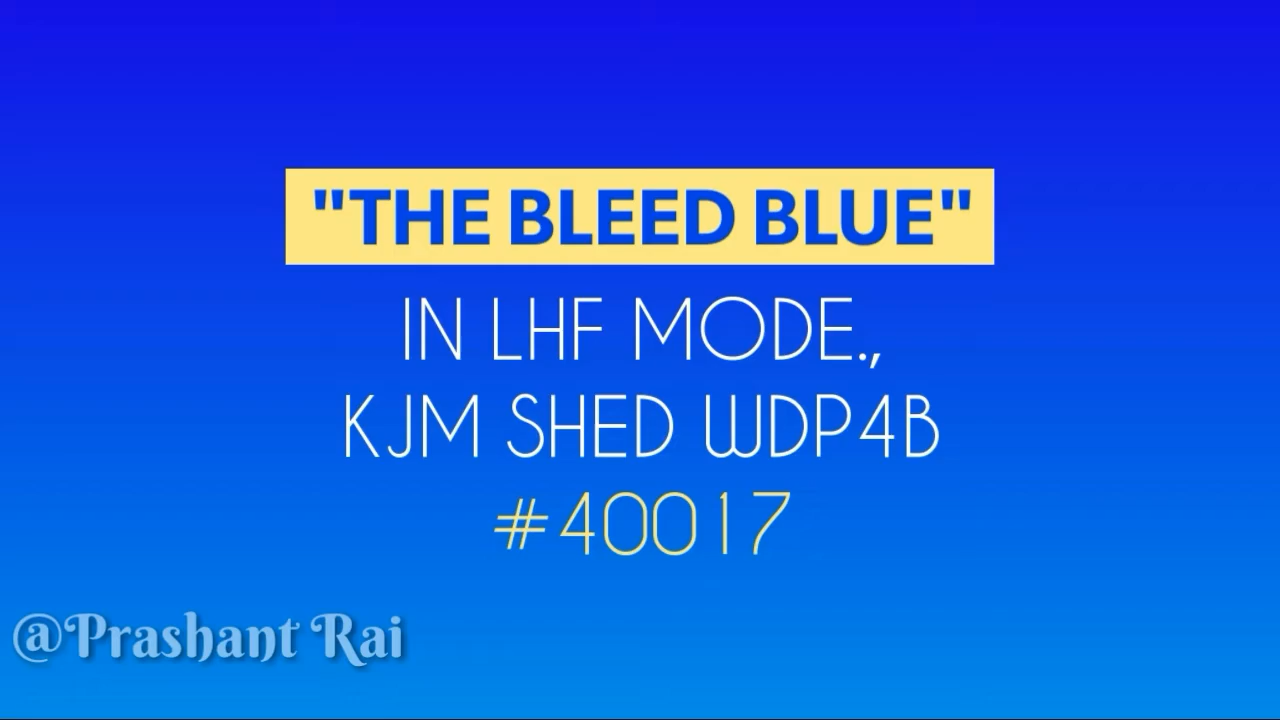 "THE BLEED BLUE"
IN LHF MODE.,
KJM SHED WDP4B
#40017
@Prashant Rai